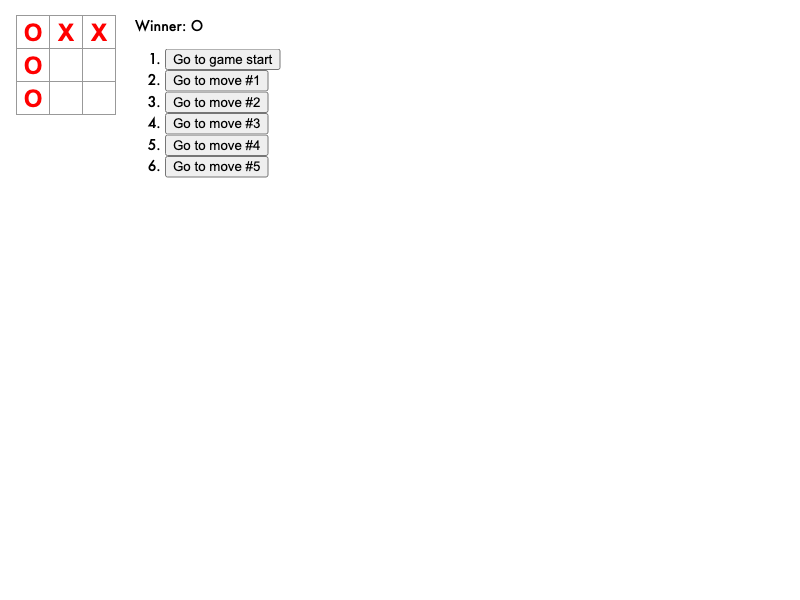 O X X
O
O
Winner: O
1. Go to game start
2. Go to move #1
3. Go to move #2
4. Go to move #3
5. Go to move #4
6. Go to move #5